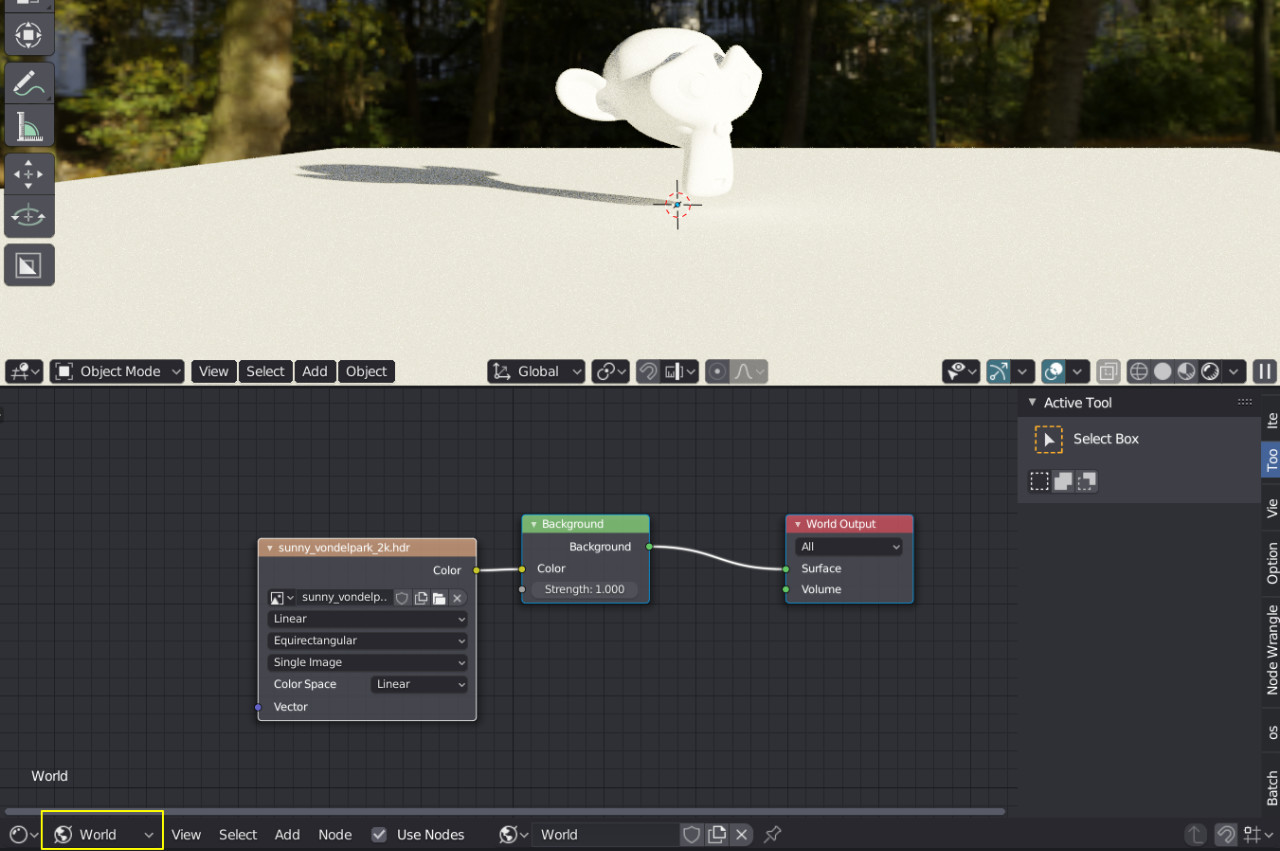 Object Mode
View
Select
Add
Object
Global
Active Tool
Select Box
Ite
Too
Vie
Option
Node Wrangle
os
Batch
sunny_vondelpark_2k.hdr
Color
sunny_vondelp..
Linear
Equirectangular
Single Image
Color Space Linear
Vector
Background
Background
Color
Strength: 1.000
World Output
All
Surface
Volume
World
World
View
Select
Add
Node
Use Nodes
World